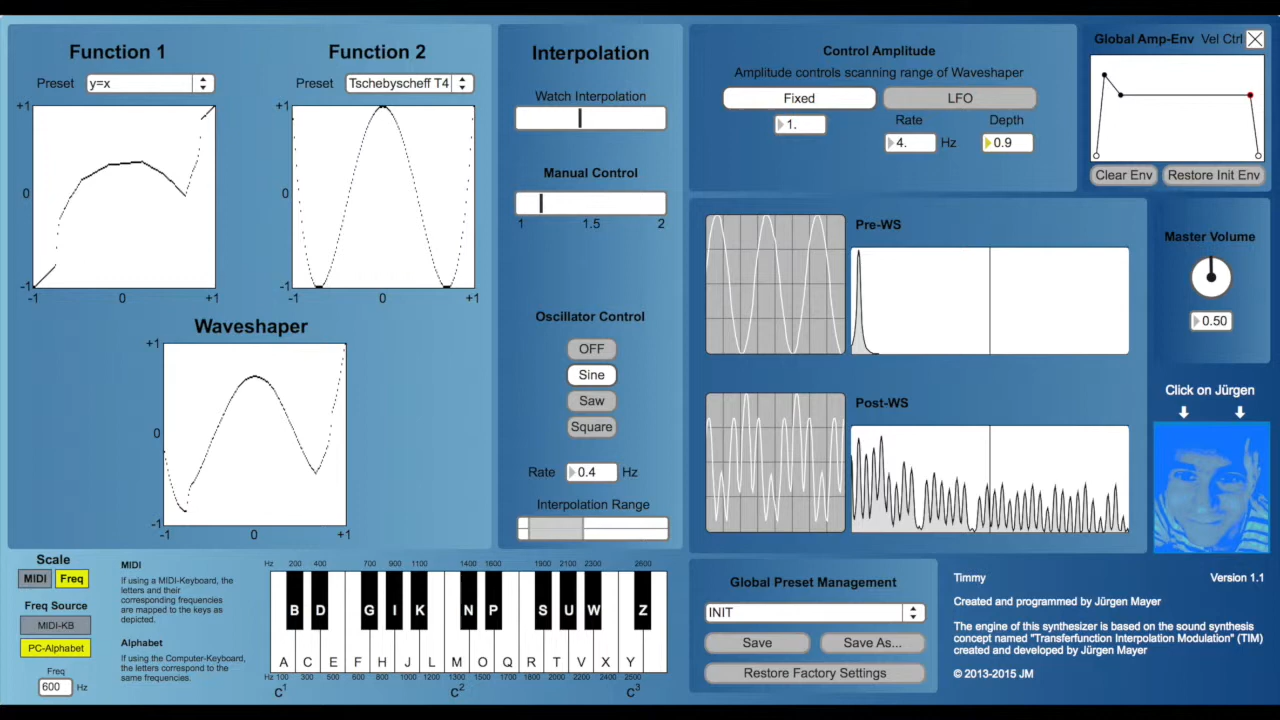 Function 1
Preset
y=x
+1
0
-1
-1
0
+1
Function 2
Preset
Tschebyscheff T4
+1
0
-1
-1
0
+1
Waveshaper
+1
0
-1
-1
0
+1
Interpolation
Watch Interpolation
Manual Control
1
1.5
2
Oscillator Control
OFF
Sine
Saw
Square
Rate
0.4
Hz
Interpolation Range
Control Amplitude
Amplitude controls scanning range of Waveshaper
Fixed
LFO
1.
Rate
Depth
4.
Hz
0.9
Global Amp-Env
Vel Ctrl
Clear Env
Restore Init Env
Pre-WS
Post-WS
Master Volume
0.50
Click on Jürgen
Scale
MIDI
Freq
Freq Source
MIDI-KB
PC-Alphabet
Freq
600
Hz
MIDI
If using a MIDI-Keyboard, the
letters and their
corresponding frequencies
are mapped to the keys as
depicted.
Alphabet
If using the Computer-Keyboard,
the letters correspond to the
same frequencies.
Hz 200 400 700 900 1100 1400 1600 1900 2100 2300 2600
B D G I K N P S U W Z
A C E F H J L M O Q R T V X Y
Hz 100 300 500 600 800 1000 1200 1300 1500 1700 1800 2000 2200 2400 2500
C1
C2
C3
Global Preset Management
INIT
Save
Save As...
Restore Factory Settings
Timmy
Version 1.1
Created and programmed by Jürgen Mayer
The engine of this synthesizer is based on the sound synthesis
concept named "Transferfunction Interpolation Modulation" (TIM)
created and developed by Jürgen Mayer
© 2013-2015 JM